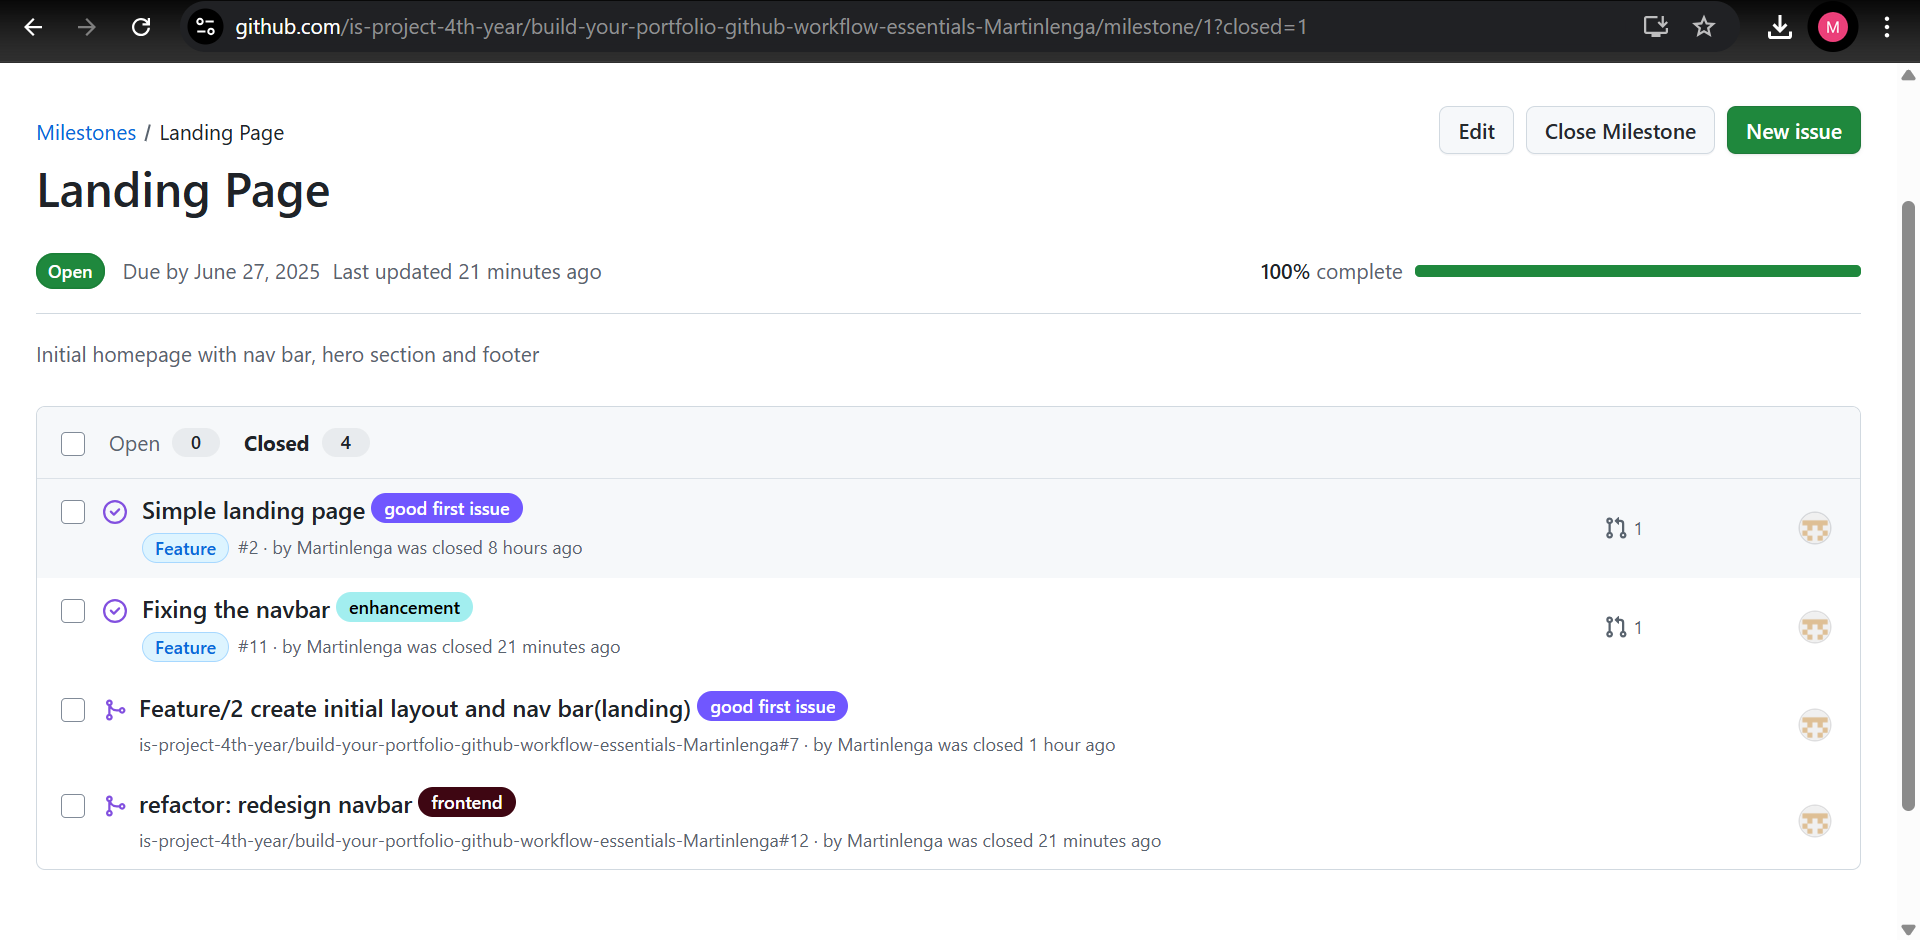 github.com/is-project-4th-year/build-your-portfolio-github-workflow-essentials-Martinlenga/milestone/1?closed=1
M
Milestones / Landing Page
Edit
Close Milestone
New issue
Landing Page
Open Due by June 27, 2025 Last updated 21 minutes ago
100% complete
Initial homepage with nav bar, hero section and footer
Open 0 Closed 4
Simple landing page good first issue
Feature #2 · by Martinlenga was closed 8 hours ago
1
Fixing the navbar enhancement
Feature #11 · by Martinlenga was closed 21 minutes ago
1
Feature/2 create initial layout and nav bar(landing) good first issue
is-project-4th-year/build-your-portfolio-github-workflow-essentials-Martinlenga#7 · by Martinlenga was closed 1 hour ago
refactor: redesign navbar frontend
is-project-4th-year/build-your-portfolio-github-workflow-essentials-Martinlenga#12 · by Martinlenga was closed 21 minutes ago